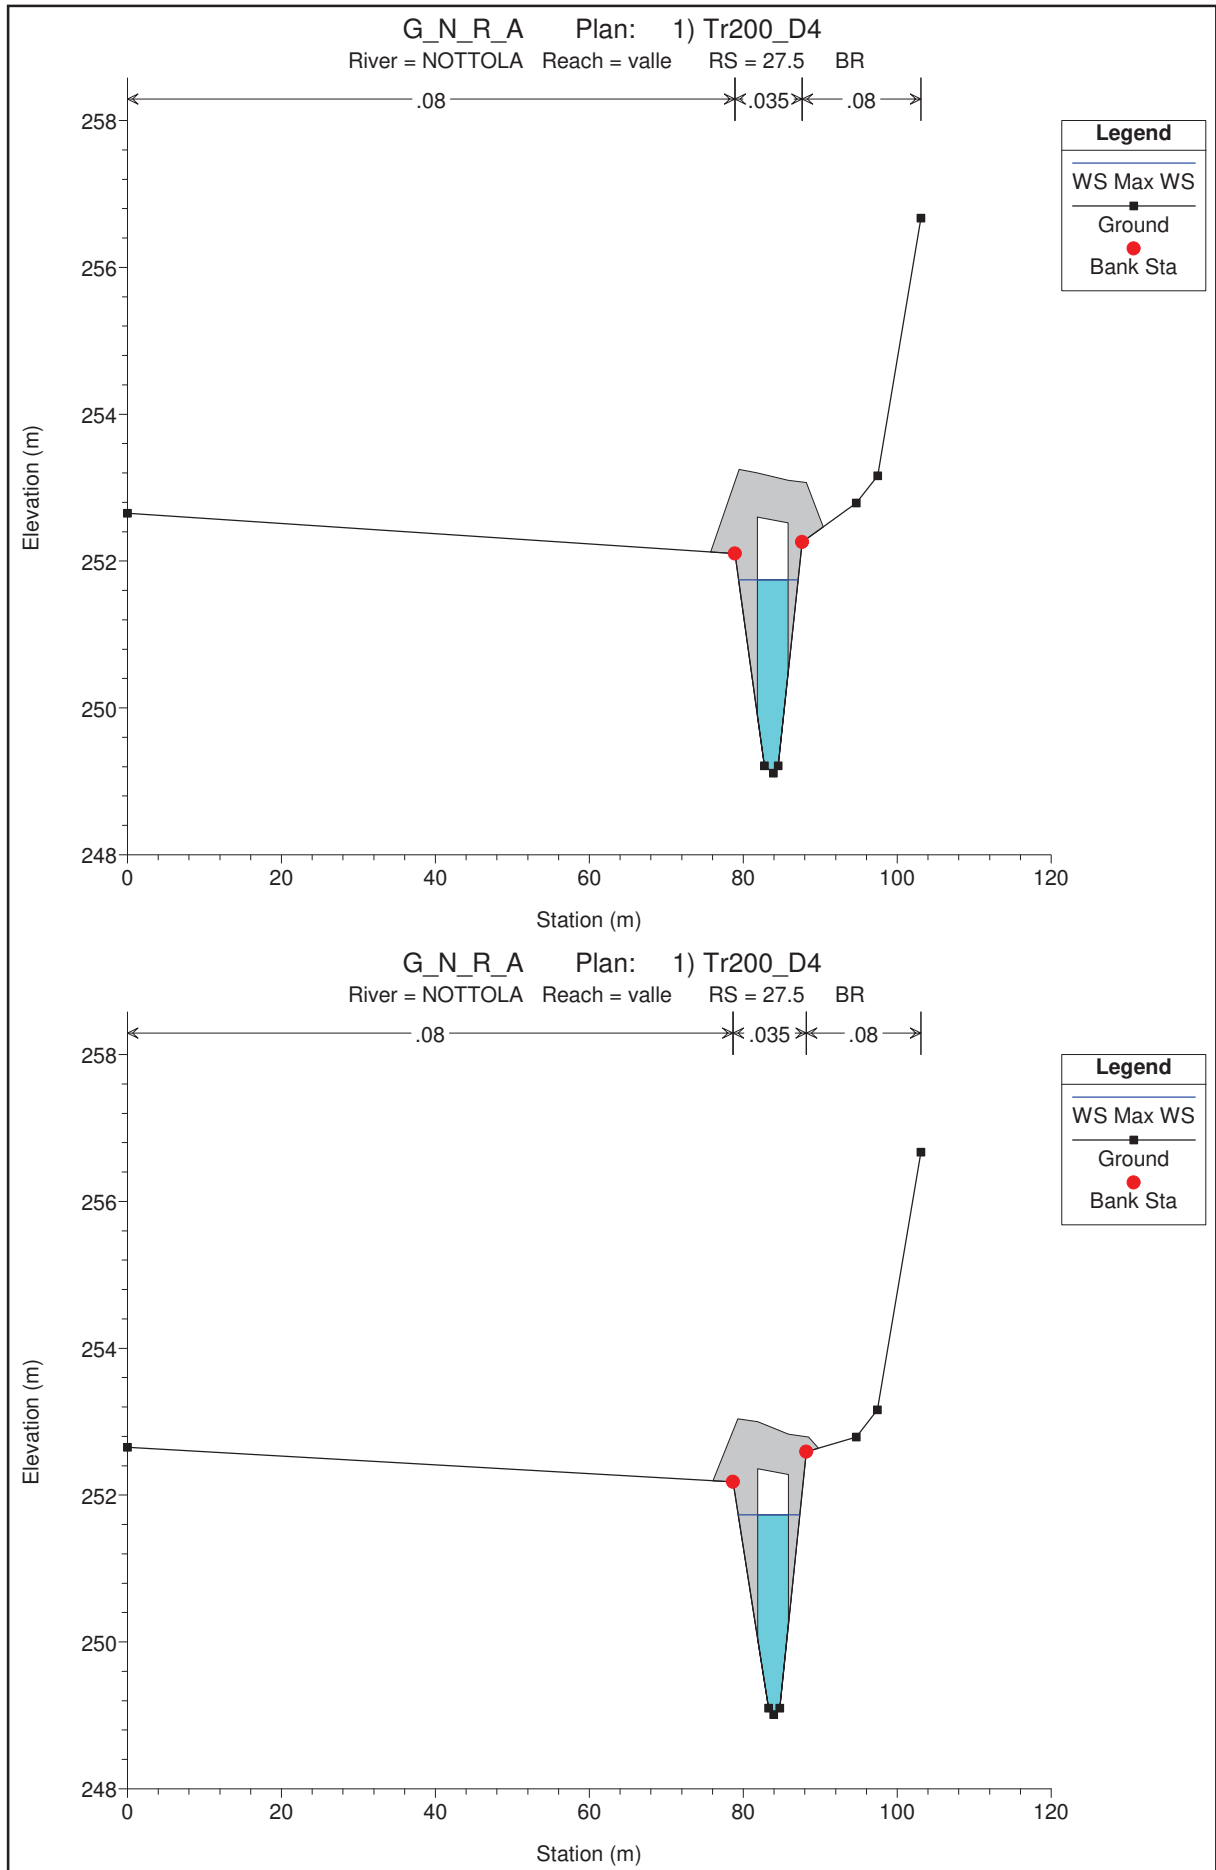 G_N_R_A Plan: 1) Tr200_D4
River = NOTTOLA Reach = valle RS = 27.5 BR
.08 .035 .08
Legend
WS Max WS
Ground
Bank Sta
258
256
254
252
250
248
Elevation (m)
0 20 40 60 80 100 120
Station (m)
G_N_R_A Plan: 1) Tr200_D4
River = NOTTOLA Reach = valle RS = 27.5 BR
.08 .035 .08
Legend
WS Max WS
Ground
Bank Sta
258
256
254
252
250
248
Elevation (m)
0 20 40 60 80 100 120
Station (m)